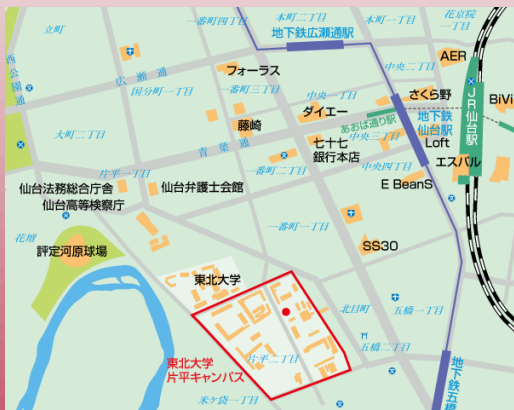 立町
一番町四丁目
本町二丁目
本町一丁目
花京院
一丁目
地下鉄広瀬通駅
西公園通
広瀬通
国分町一丁目
フォーラス
一番町三丁目
中央二丁目
AER
中央一丁目
さくら野
BiVi
ダイエー
JR仙台駅
大町二丁目
藤崎
あおば通り駅
地下鉄
仙台駅
青葉通
七十七
銀行本店
中央三丁目
Loft
片平一丁目
一番町二丁目
中央四丁目
エスパル
仙台法務総合庁舎
仙台高等検察庁
仙台弁護士会館
E BeanS
花壇
一番町一丁目
評定河原球場
SS30
東北大学
北目町
五橋一丁目
五橋二丁目
東北大学
片平キャンパス
片平二丁目
地下鉄五橋
米ケ袋一丁目